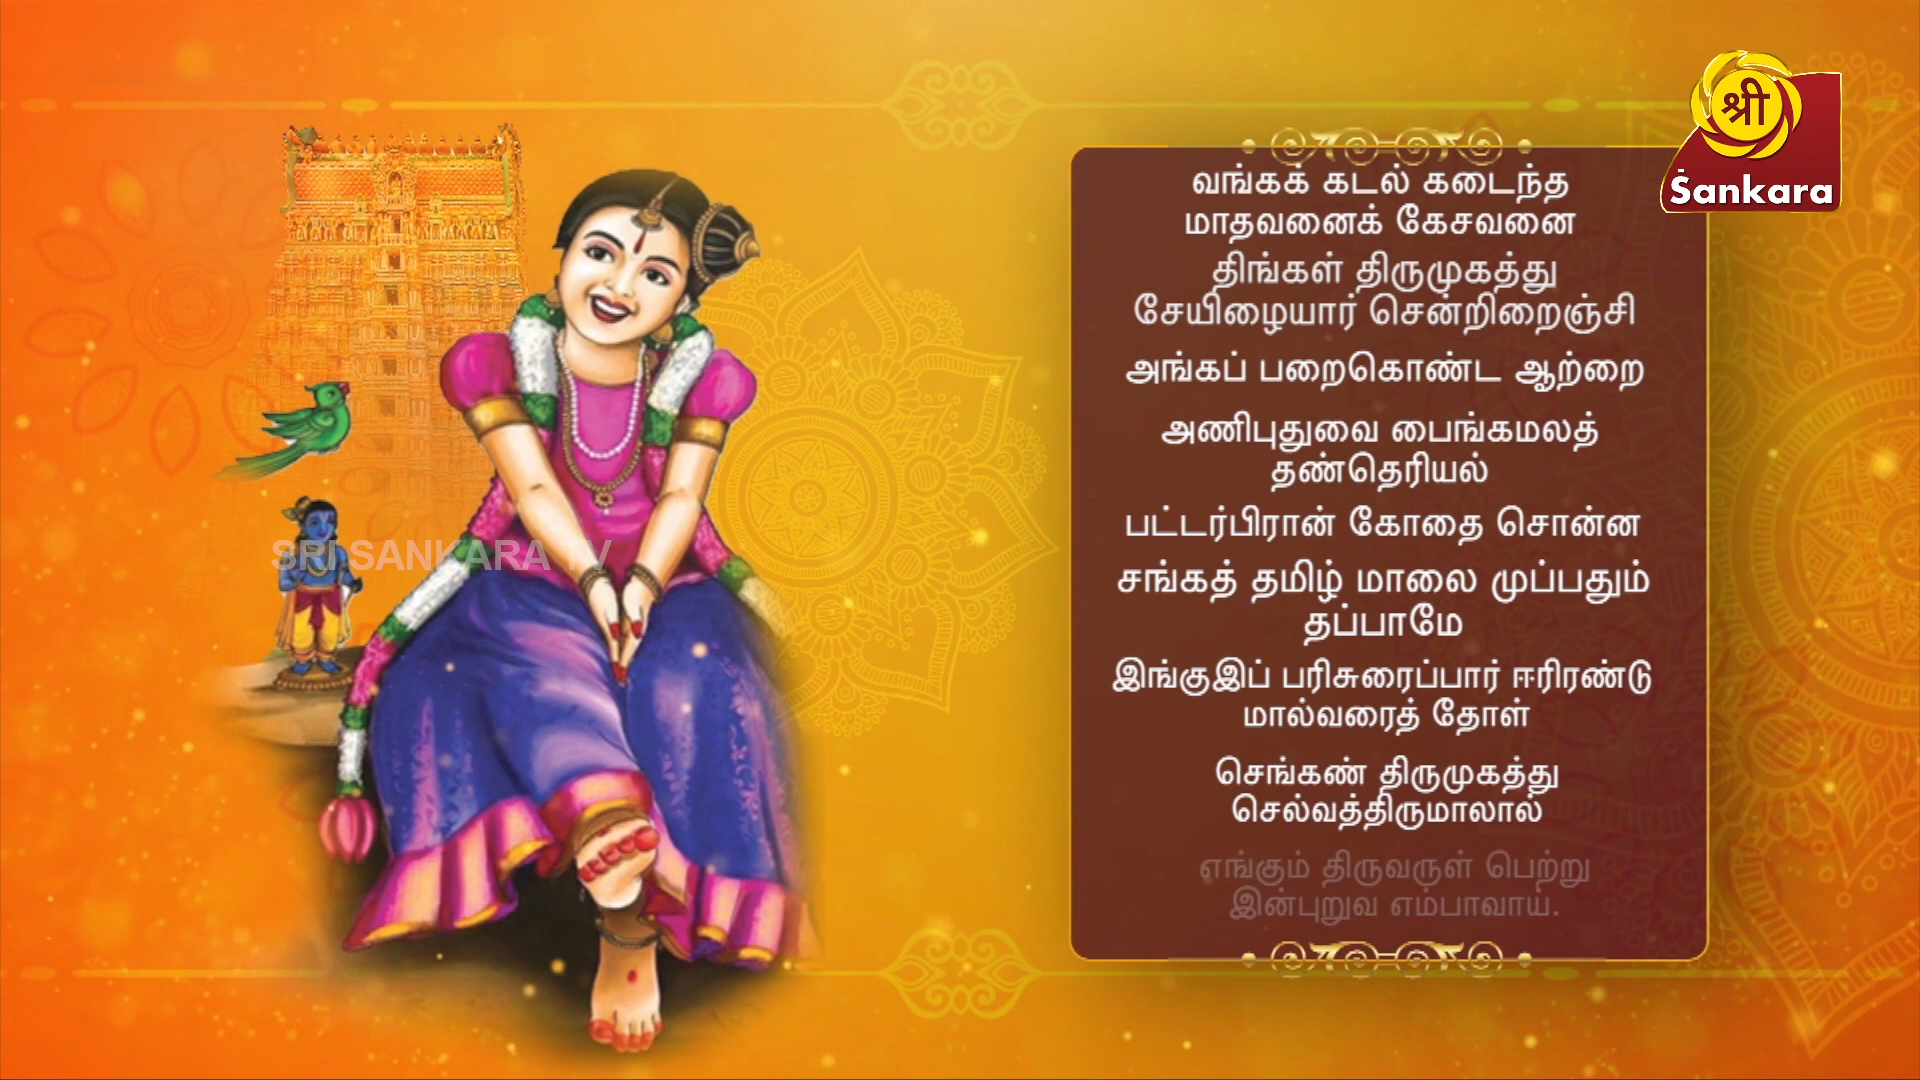 श्री
Sankara
வங்கக் கடல் கடைந்த
மாதவனைக் கேசவனை
திங்கள் திருமுகத்து
சேயிழையார் சென்றிறைஞ்சி
அங்கப் பறைகொண்ட ஆற்றை
அணிபுதுவை பைங்கமலத்
தண்தெரியல்
பட்டர்பிரான் கோதை சொன்ன
சங்கத் தமிழ் மாலை முப்பதும்
தப்பாமே
இங்குஇப் பரிசுரைப்பார் ஈரிரண்டு
மால்வரைத் தோள்
செங்கண் திருமுகத்து
செல்வத்திருமாலால்
எங்கும் திருவருள் பெற்று
இன்புறுவ எம்பாவாய்.
SRI SANKARA TV